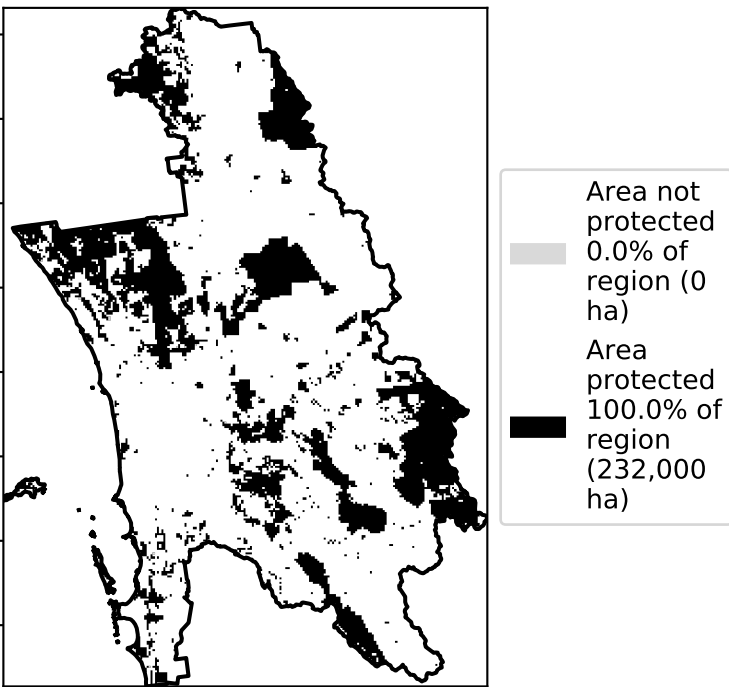 Area not
protected
0.0% of
region (0
ha)
Area
protected
100.0% of
region
(232,000
ha)